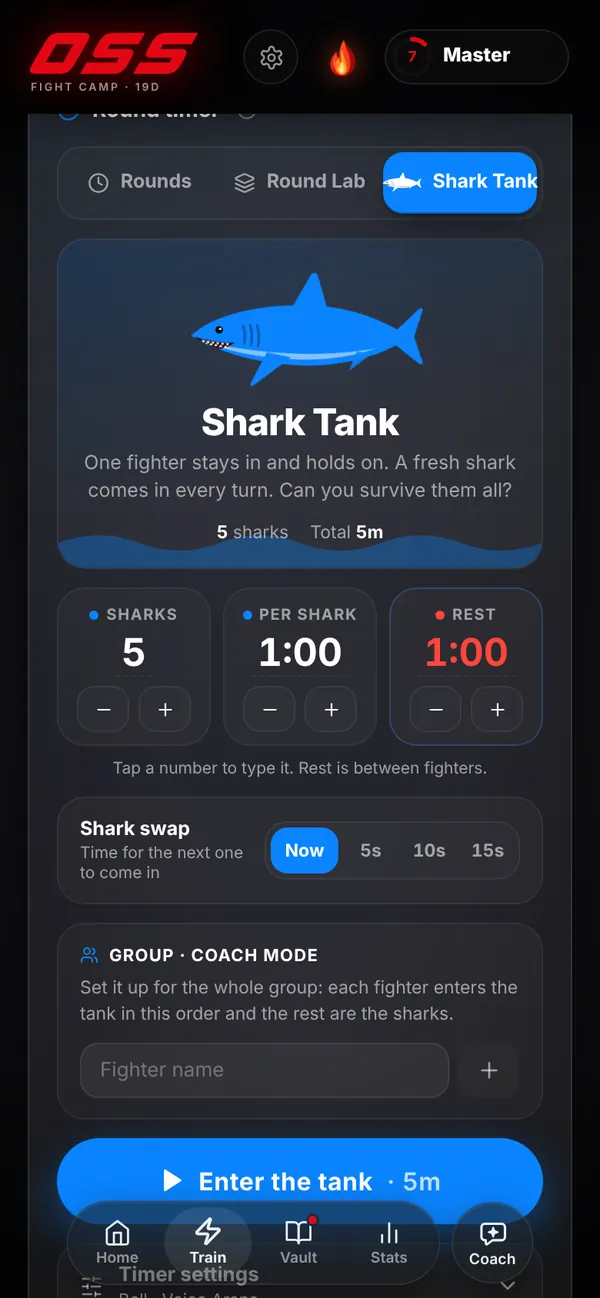 OSS
FIGHT CAMP · 19D
7
Master
Round timer
Rounds
Round Lab
Shark Tank
Shark Tank
One fighter stays in and holds on. A fresh shark
comes in every turn. Can you survive them all?
5 sharks Total 5m
SHARKS
PER SHARK
REST
5
1:00
1:00
− +
− +
− +
Tap a number to type it. Rest is between fighters.
Shark swap
Time for the next one
to come in
Now
5s
10s
15s
GROUP · COACH MODE
Set it up for the whole group: each fighter enters the
tank in this order and the rest are the sharks.
Fighter name
+
Enter the tank · 5m
Home
Train
Vault
Stats
Coach
Timer settings